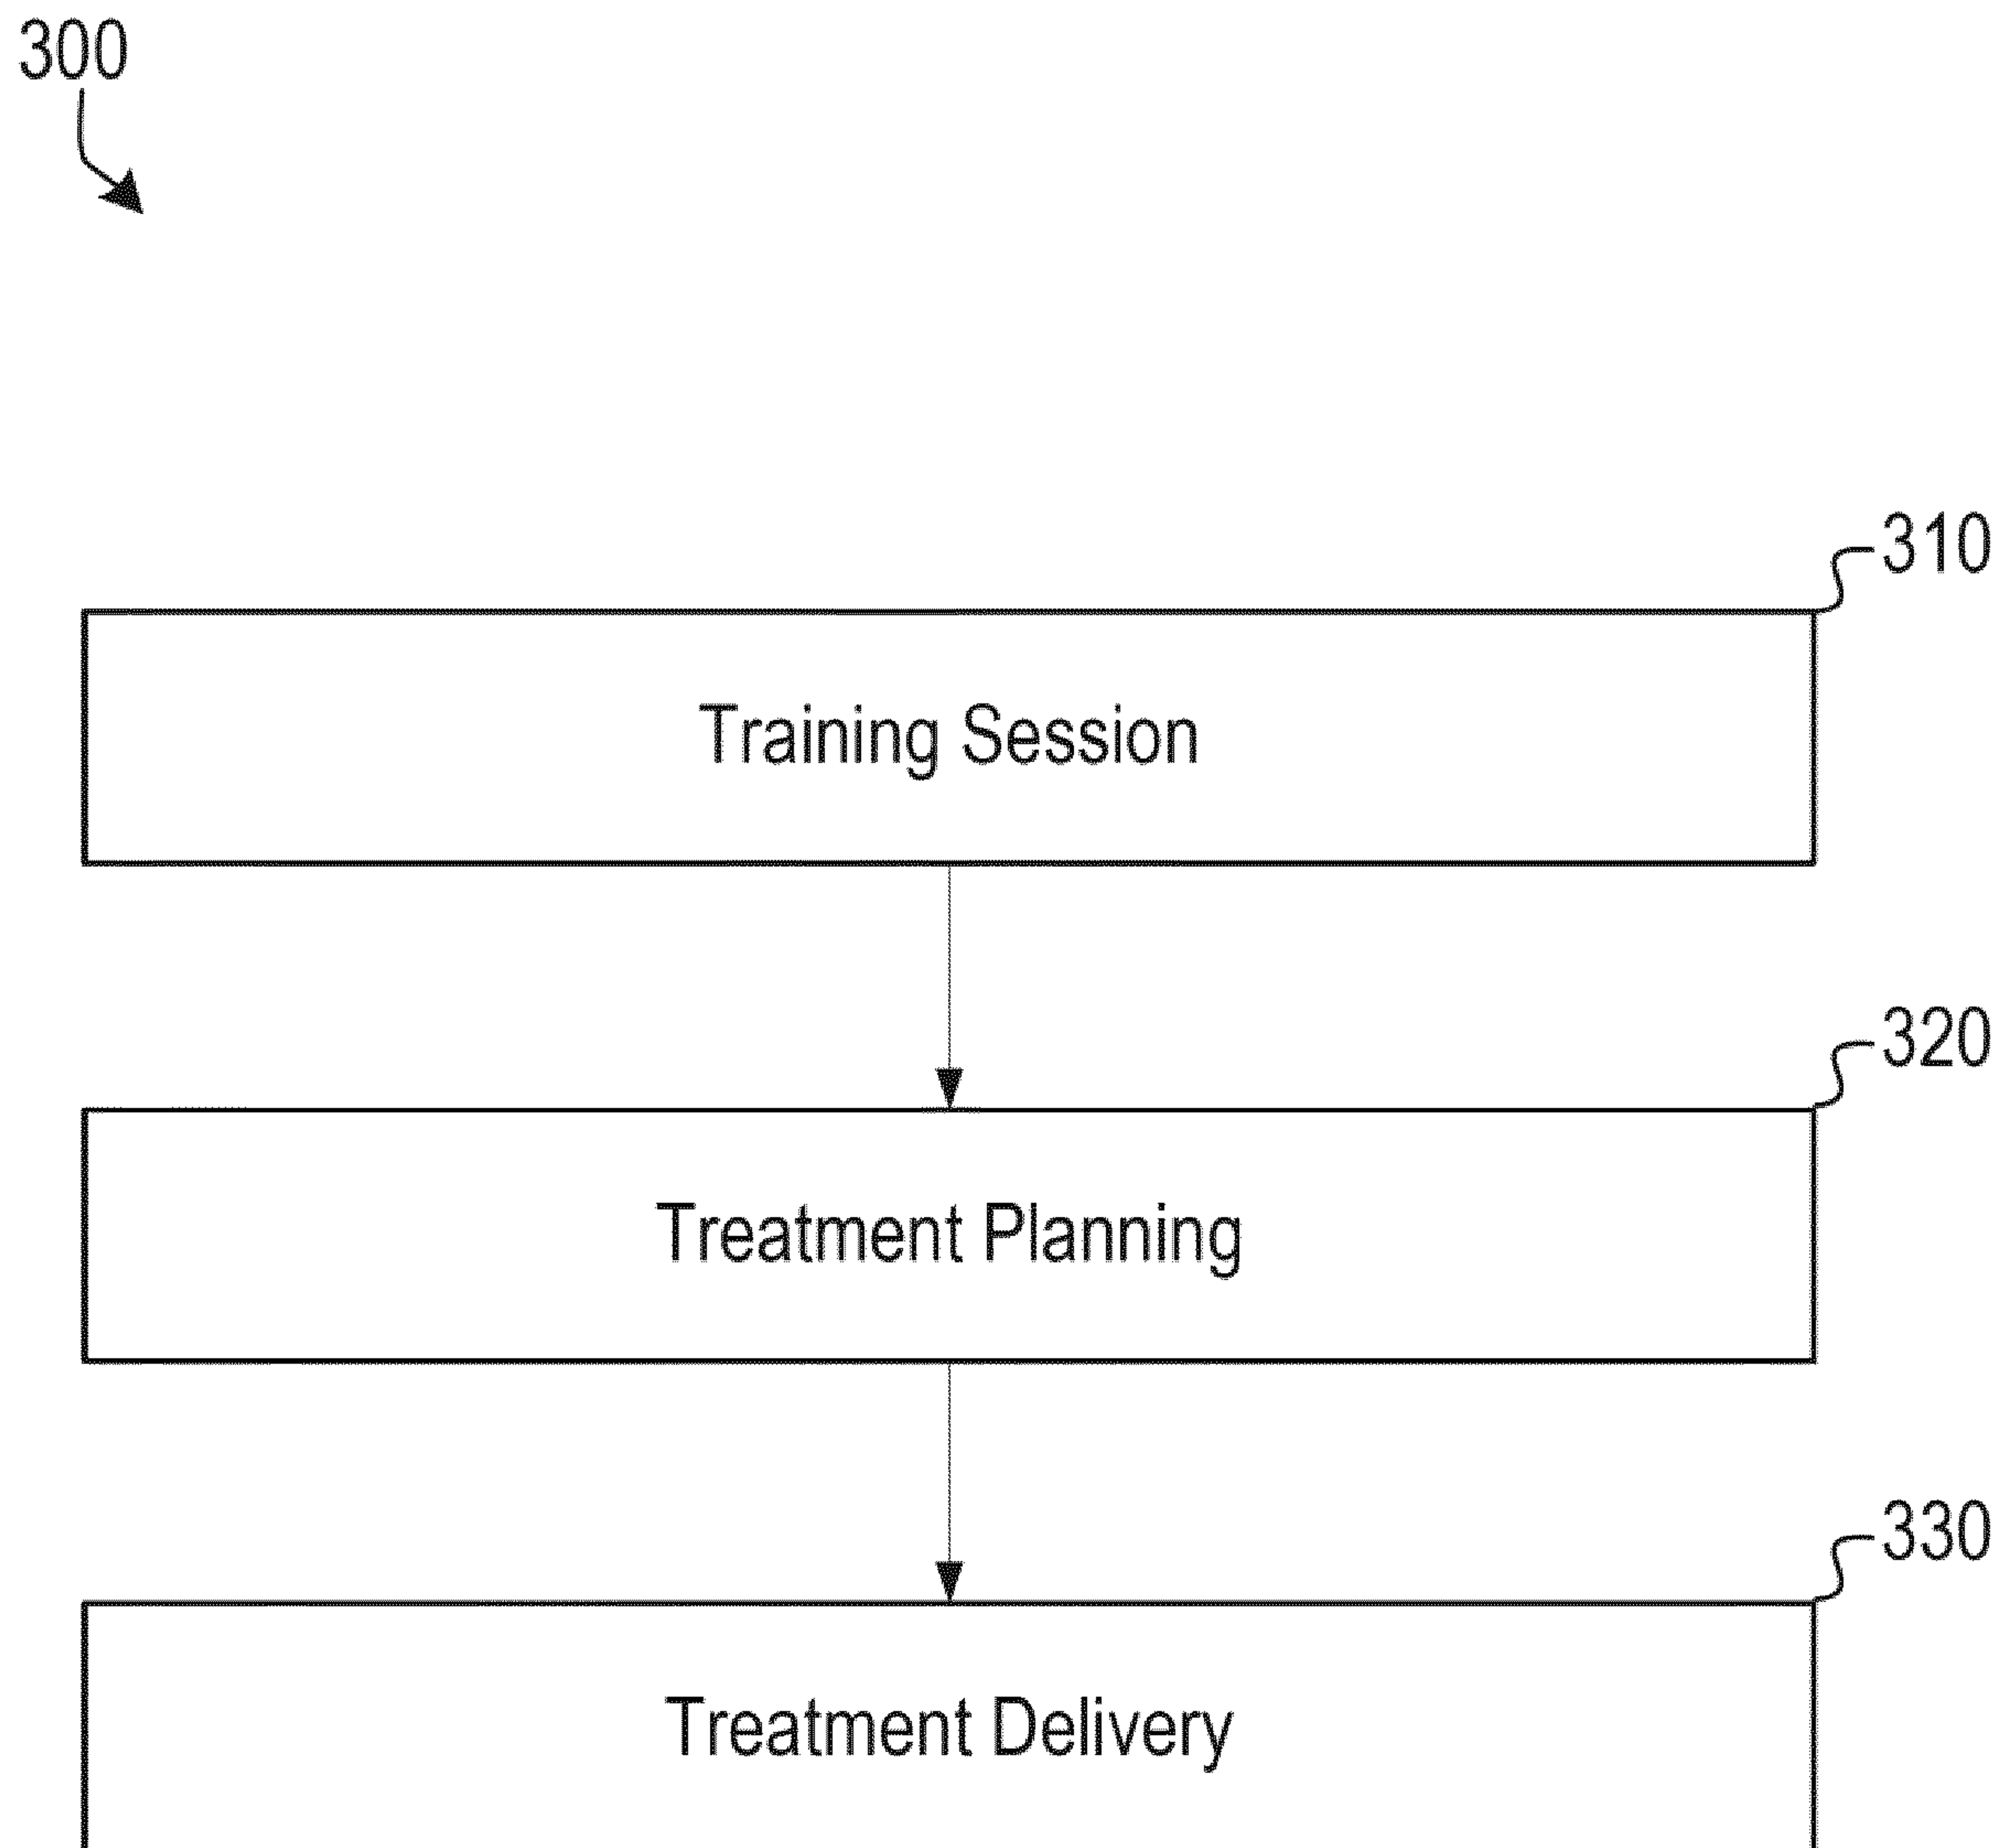 300
310
Training Session
320
Treatment Planning
330
Treatment Delivery